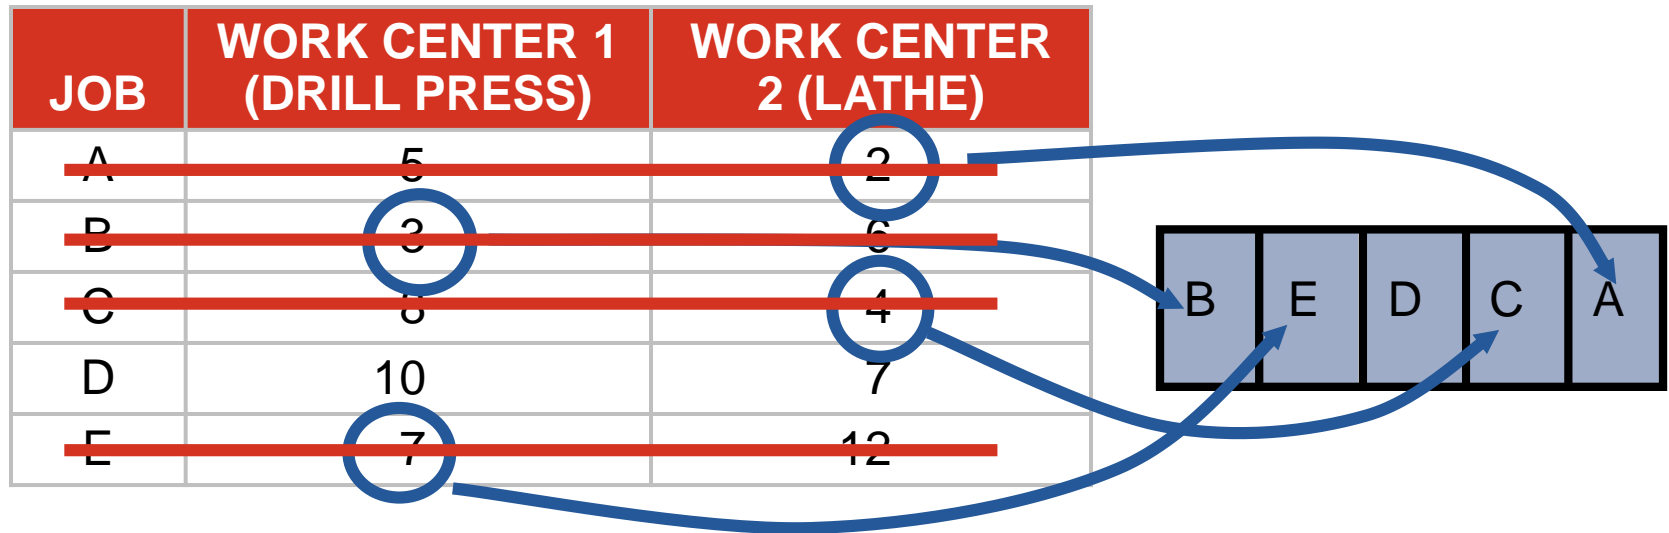 JOB
WORK CENTER 1
(DRILL PRESS)
WORK CENTER
2 (LATHE)
A 5 2
B 3 6
C 8 4
D 10 7
E 7 12
B E D C A